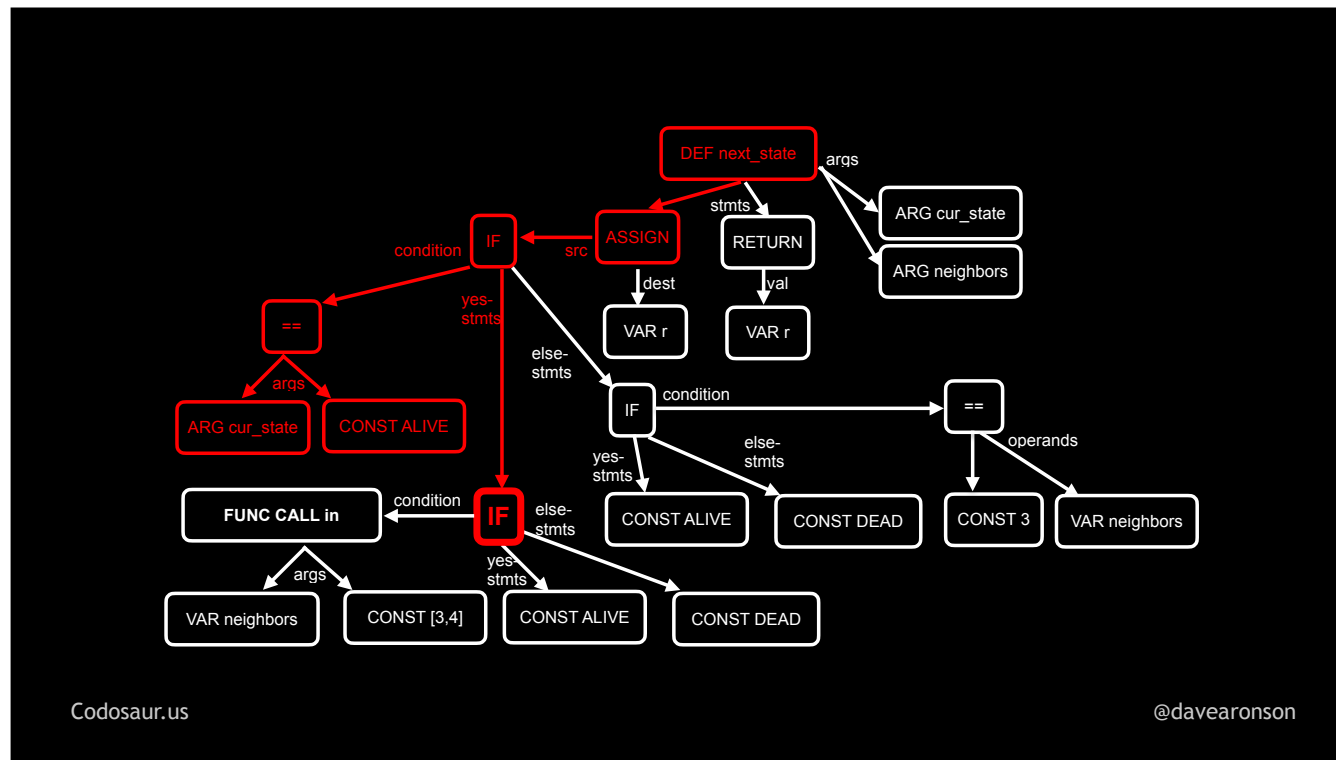 DEF next_state
args
stmts
ARG cur_state
IF
ASSIGN
RETURN
condition
src
ARG neighbors
dest
val
yes-
stmts
==
VAR r
VAR r
else-
stmts
args
IF
condition
==
ARG cur_state
CONST ALIVE
yes-
stmts
else-
stmts
operands
condition
FUNC CALL in
IF
else-
stmts
CONST ALIVE
CONST DEAD
CONST 3
VAR neighbors
args
yes-
stmts
VAR neighbors
CONST [3,4]
CONST ALIVE
CONST DEAD
Codosaur.us
@davearonson